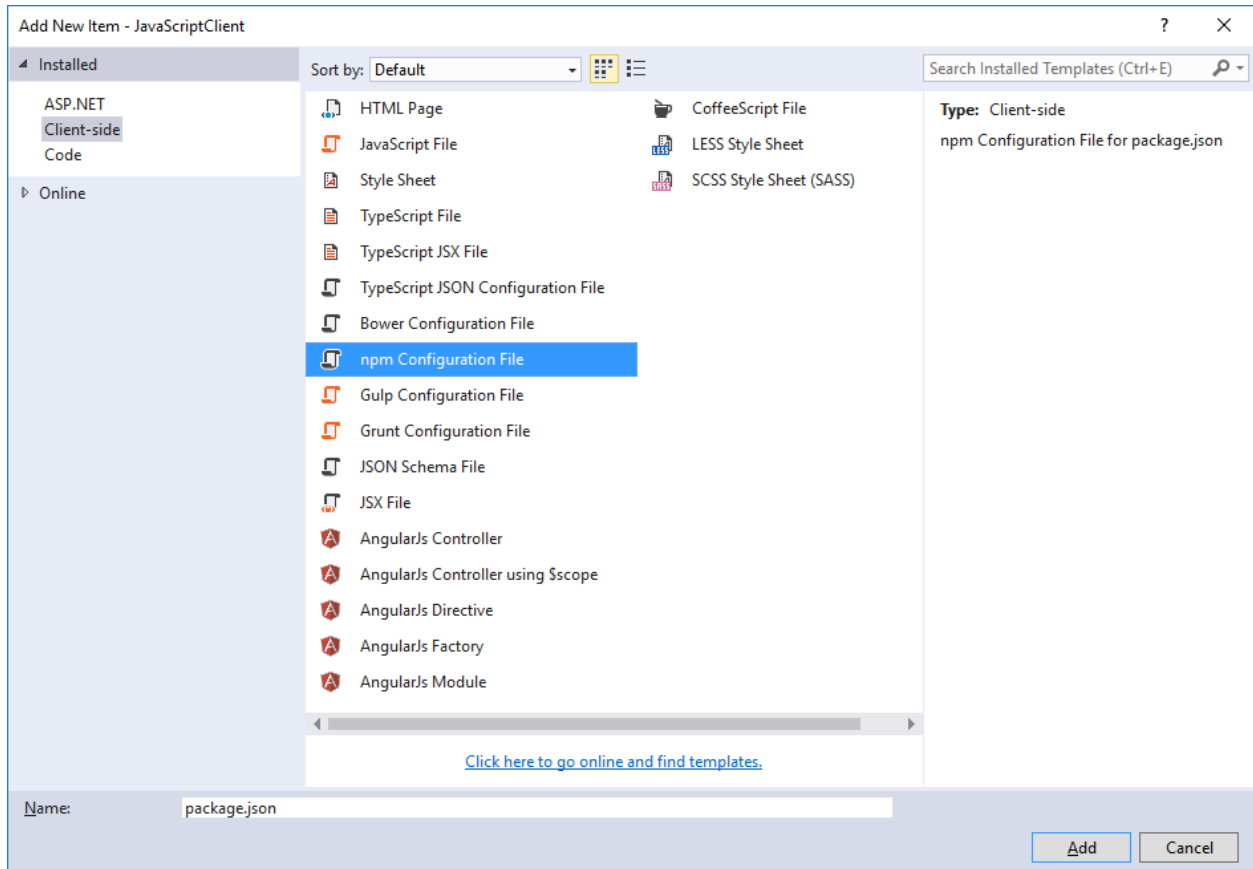 Add New Item - JavaScriptClient
?
Installed
ASP.NET
Client-side
Code
Online
Sort by: Default
Search Installed Templates (Ctrl+E)
HTML Page
JavaScript File
Style Sheet
TypeScript File
TypeScript JSX File
TypeScript JSON Configuration File
Bower Configuration File
npm Configuration File
Gulp Configuration File
Grunt Configuration File
JSON Schema File
JSX File
AngularJs Controller
AngularJs Controller using $scope
AngularJs Directive
AngularJs Factory
AngularJs Module
CoffeeScript File
LESS Style Sheet
SCSS Style Sheet (SASS)
Type: Client-side
npm Configuration File for package.json
Click here to go online and find templates.
Name: package.json
Add Cancel